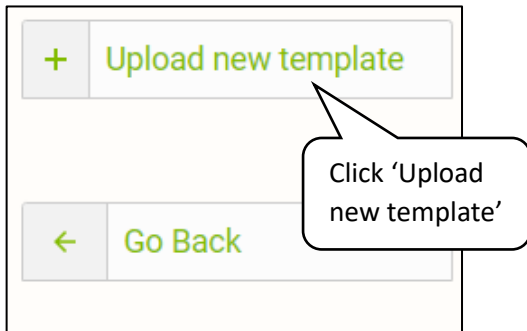 + Upload new template
Click ‘Upload
new template’
← Go Back